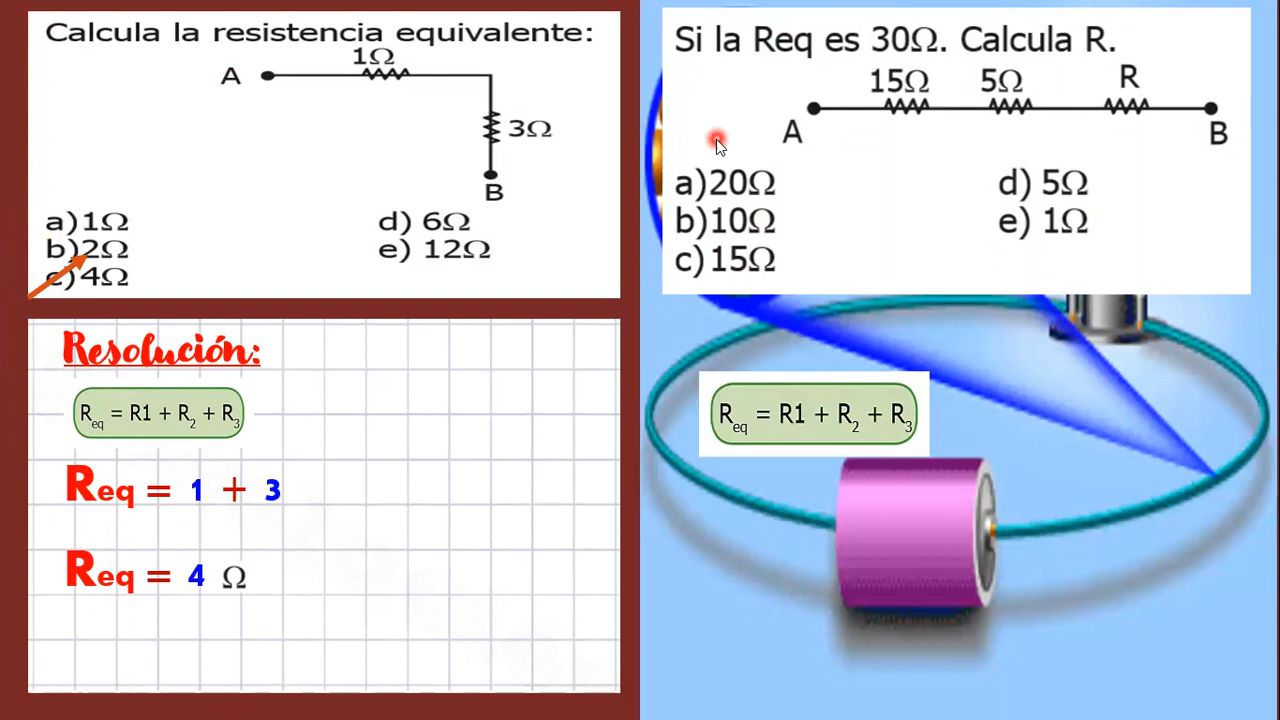 Calcula la resistencia equivalente:
1Ω
A
3Ω
B
a)1Ω
d) 6Ω
b)2Ω
e) 12Ω
c)4Ω
Resolución:
Req = R1 + R2 + R3
Req = 1 + 3
Req = 4 Ω
Si la Req es 30Ω. Calcula R.
15Ω 5Ω R
A B
a)20Ω
d) 5Ω
b)10Ω
e) 1Ω
c)15Ω
Req = R1 + R2 + R3